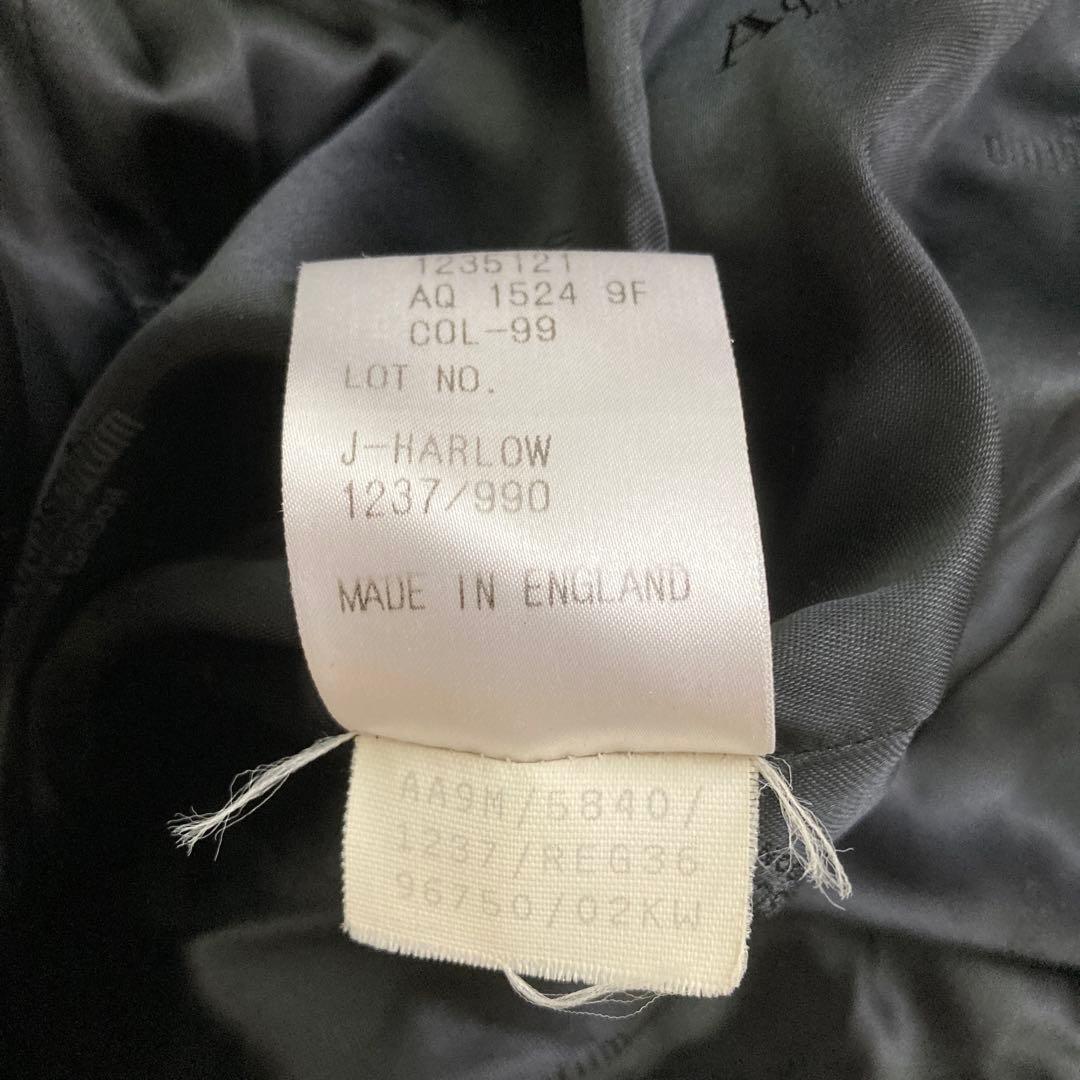 1235121
AQ 1524 9F
COL-99
LOT NO.
J-HARLOW
1237/990
MADE IN ENGLAND
AA9M/5840/
1237/REG36
96750/02KW